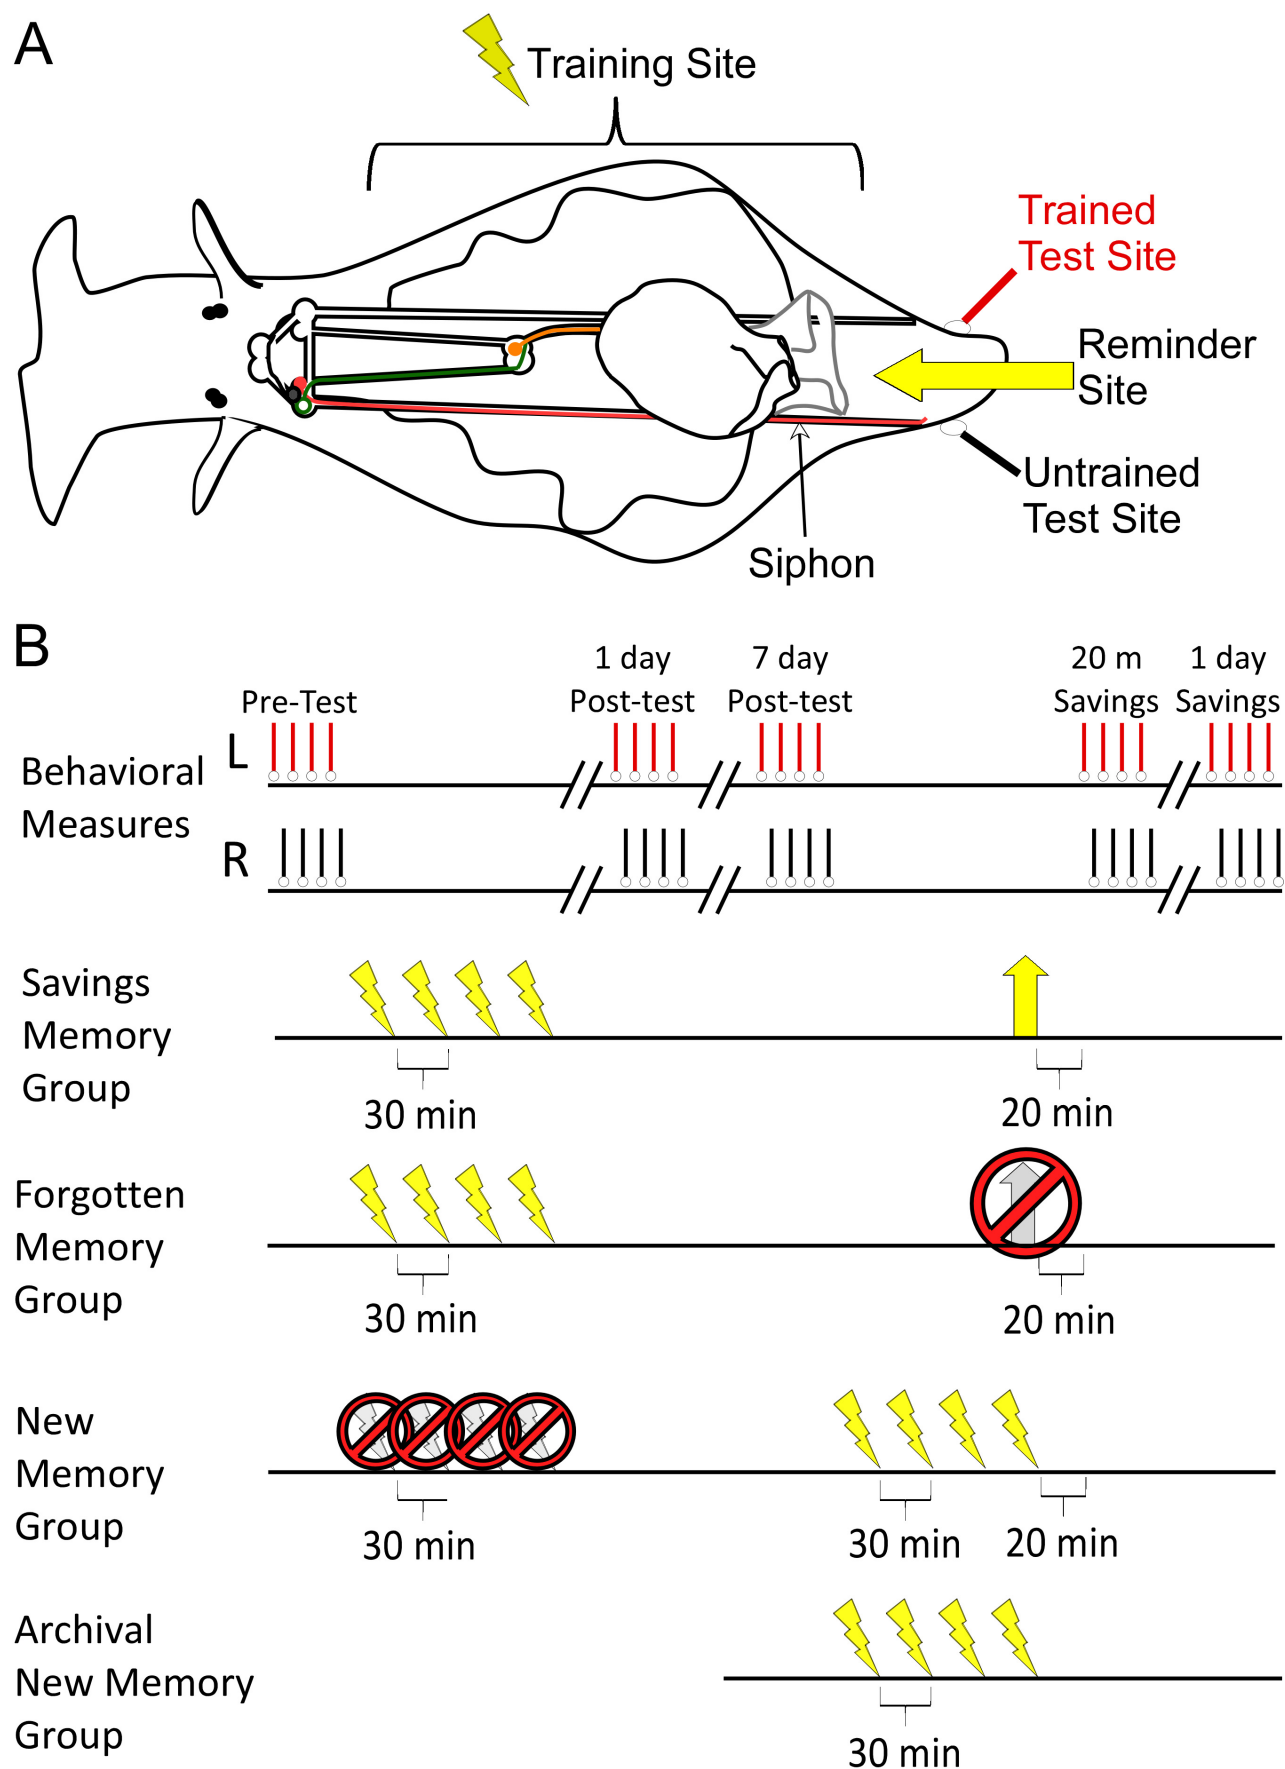 A
Training Site
Trained
Test Site
Reminder
Site
Untrained
Test Site
Siphon
B
1 day
7 day
20 m
1 day
Pre-Test
Post-test
Post-test
Savings
Savings
L
Behavioral
Measures
R
Savings
Memory
Group
30 min
20 min
Forgotten
Memory
Group
30 min
20 min
New
Memory
Group
30 min
30 min
20 min
Archival
New Memory
Group
30 min